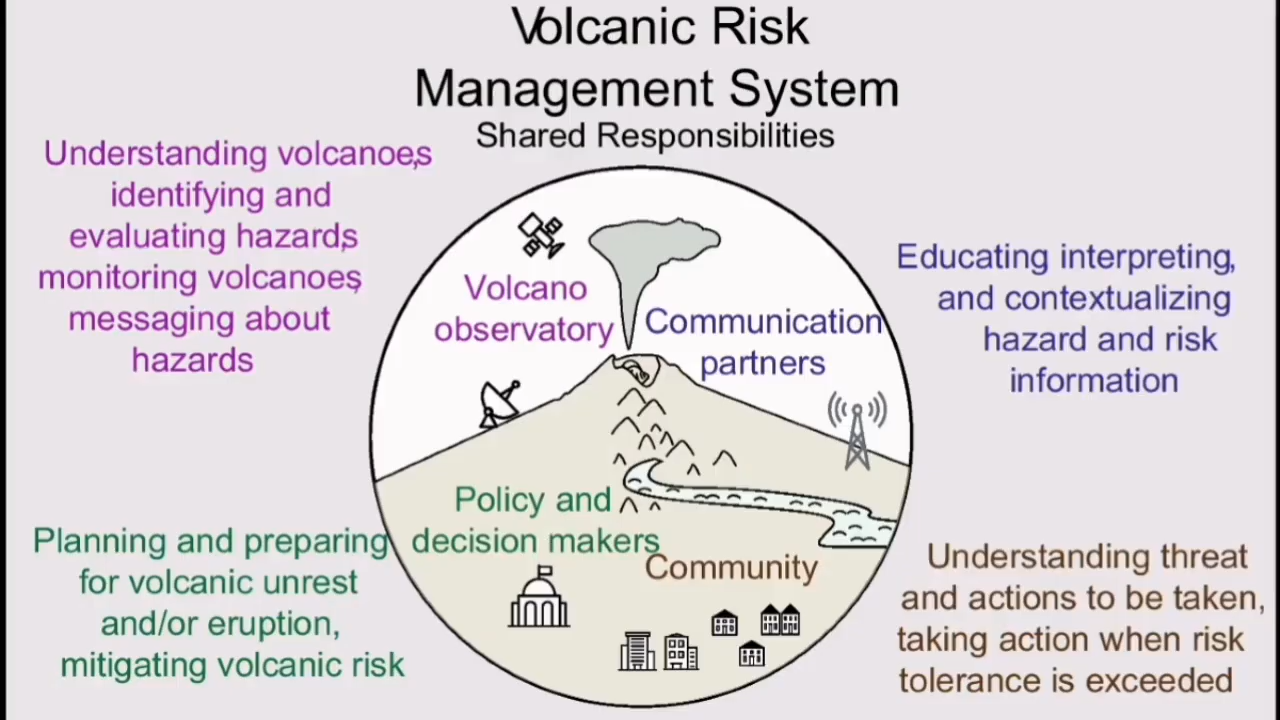 Volcanic Risk
Management System
Shared Responsibilities
Understanding volcanoes,
identifying and
evaluating hazards,
monitoring volcanoes,
messaging about
hazards
Volcano
observatory
Communication
partners
Educating interpreting,
and contextualizing
hazard and risk
information
Policy and
decision makers
Planning and preparing
for volcanic unrest
and/or eruption,
mitigating volcanic risk
Community
Understanding threat
and actions to be taken,
taking action when risk
tolerance is exceeded